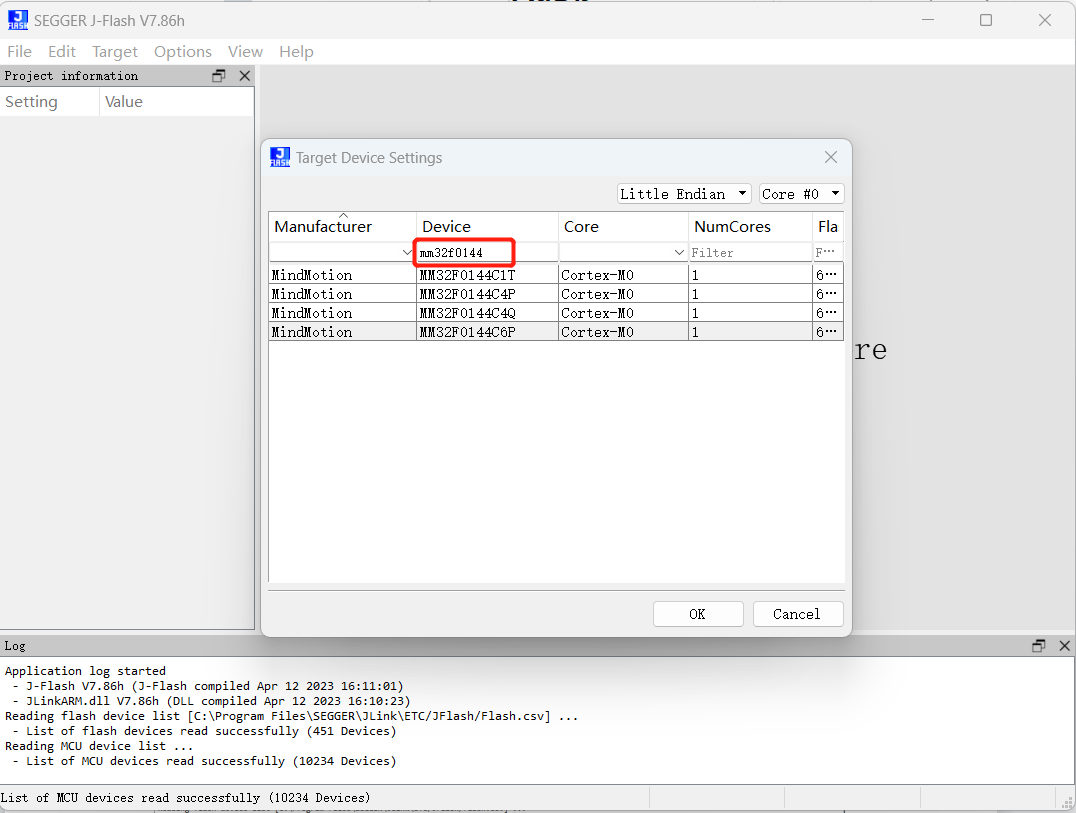 SEGGER J-Flash V7.86h
File Edit Target Options View Help
Project information
Setting Value
Target Device Settings
Little Endian Core #0
Manufacturer Device Core NumCores Fla
mm32f0144 Filter F...
MindMotion MM32F0144C1T Cortex-M0 1 6...
MindMotion MM32F0144C4P Cortex-M0 1 6...
MindMotion MM32F0144C4Q Cortex-M0 1 6...
MindMotion MM32F0144C6P Cortex-M0 1 6...
re
OK Cancel
Log
Application log started
- J-Flash V7.86h (J-Flash compiled Apr 12 2023 16:11:01)
- JLinkARM.dll V7.86h (DLL compiled Apr 12 2023 16:10:23)
Reading flash device list [C:\Program Files\SEGGER\JLink\ETC/JFlash/Flash.csv] ...
- List of flash devices read successfully (451 Devices)
Reading MCU device list ...
- List of MCU devices read successfully (10234 Devices)
List of MCU devices read successfully (10234 Devices)